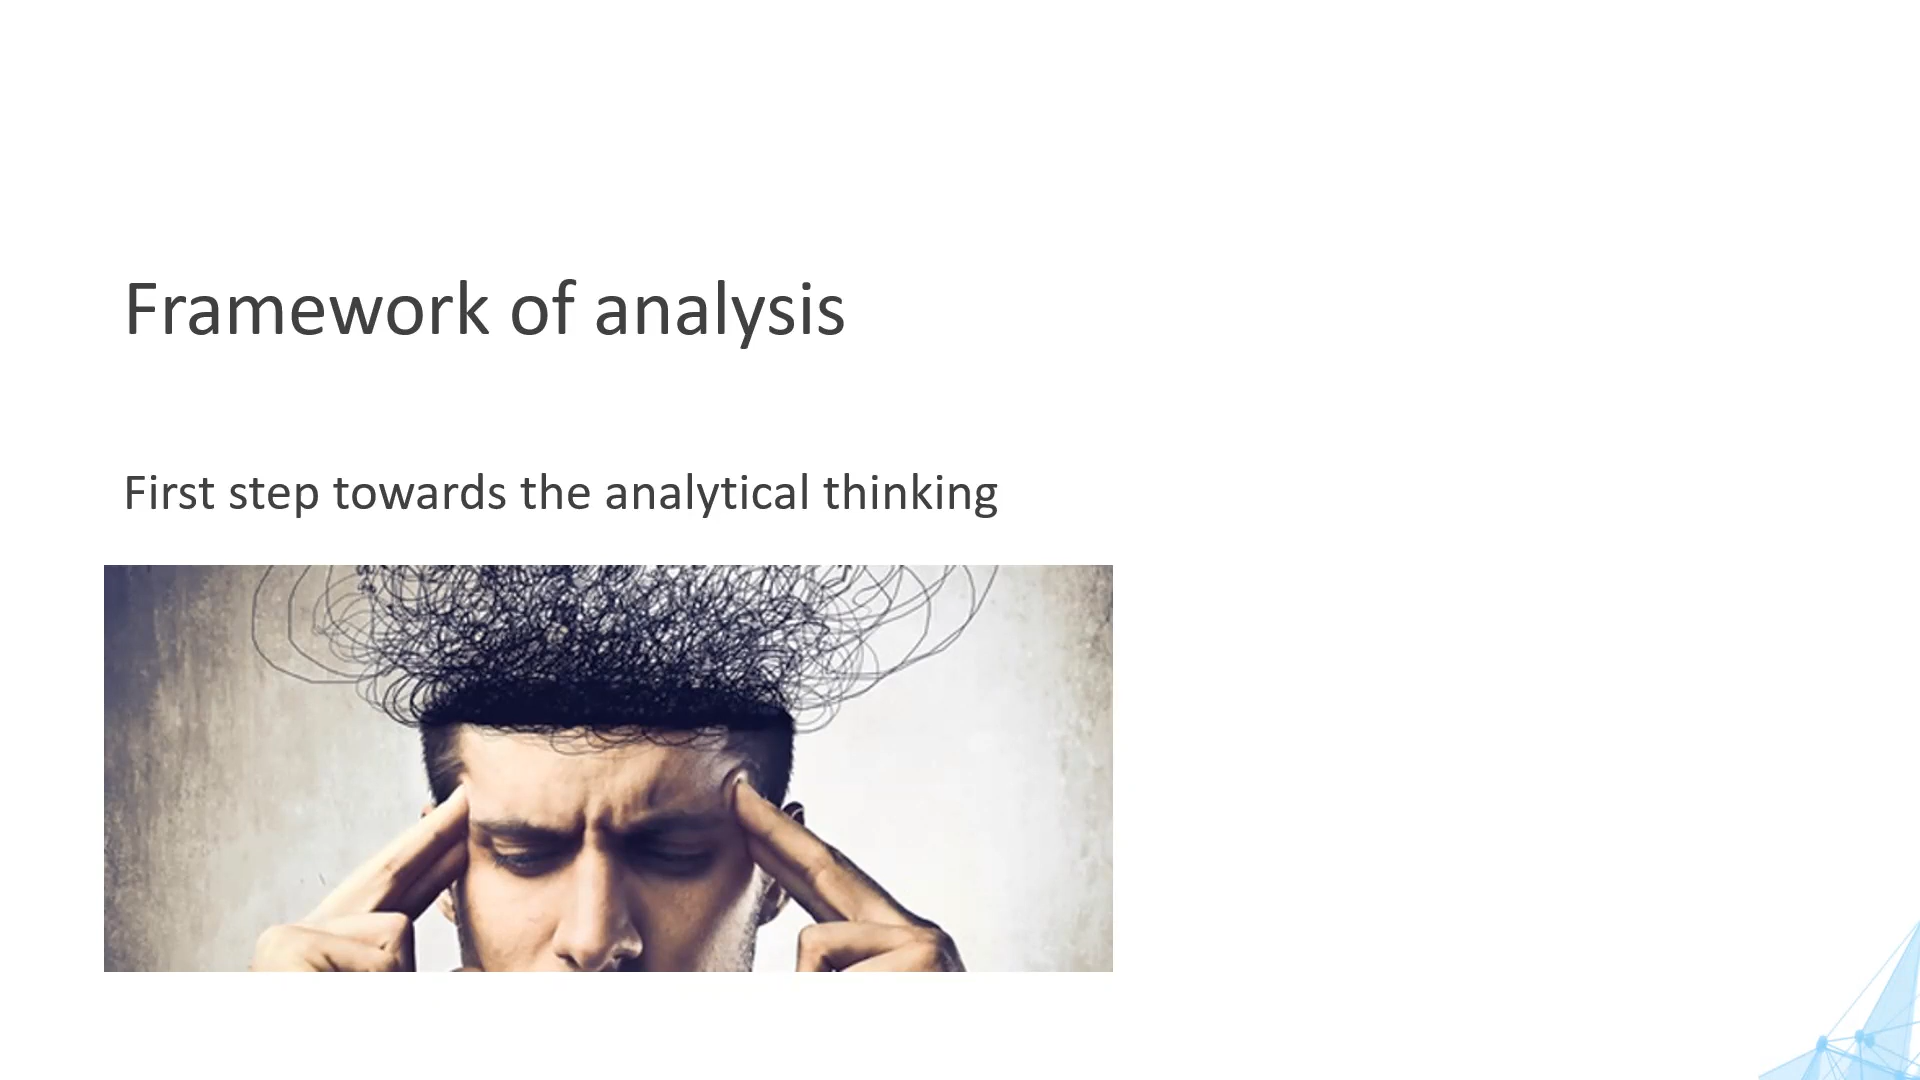 Framework of analysis
First step towards the analytical thinking